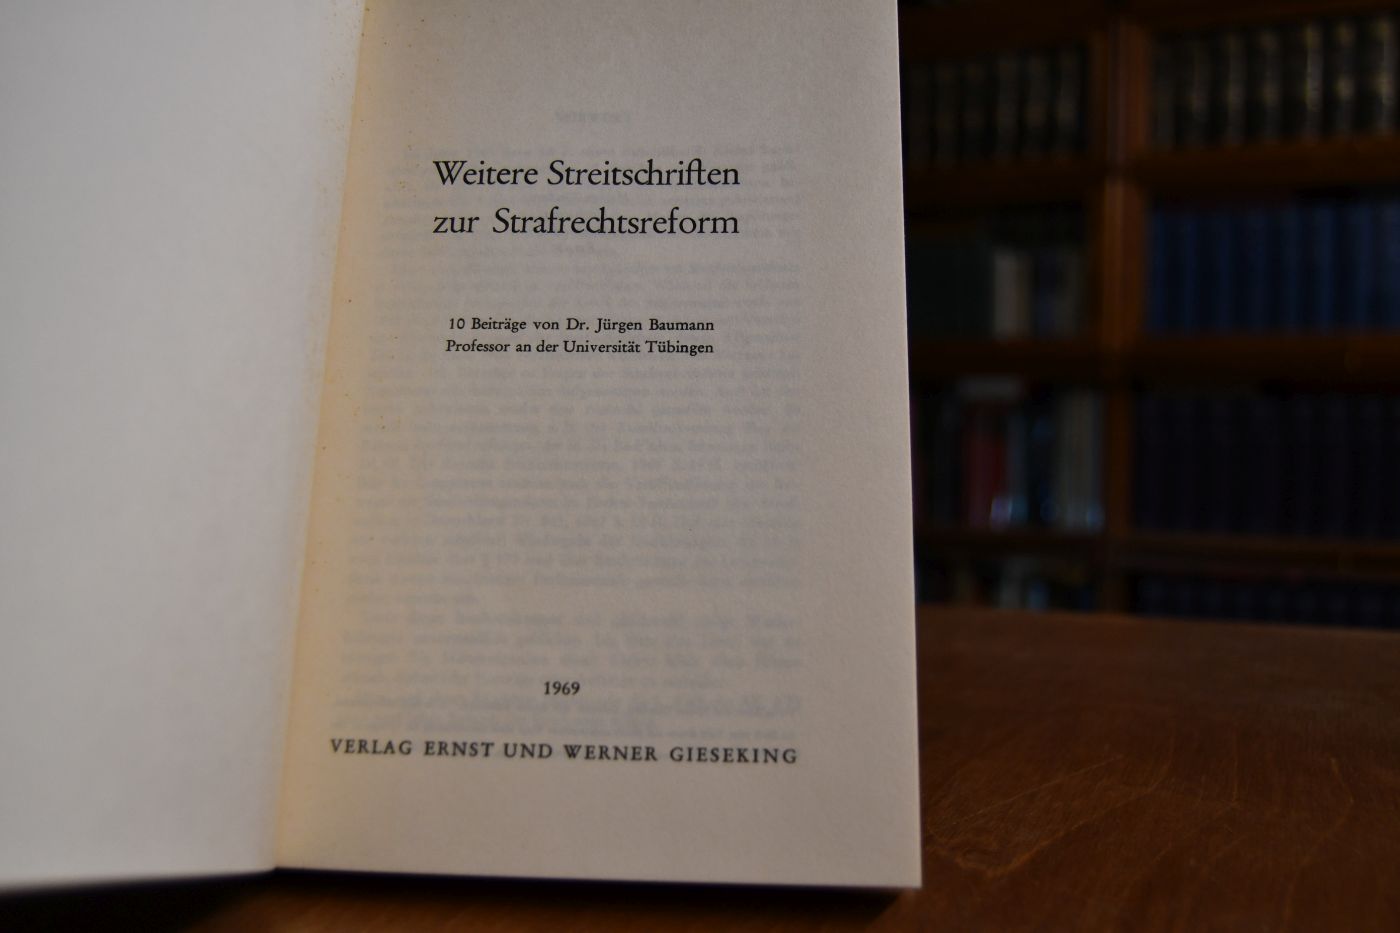 Weitere Streitschriften
zur Strafrechtsreform
10 Beiträge von Dr. Jürgen Baumann
Professor an der Universität Tübingen
1969
VERLAG ERNST UND WERNER GIESEKING